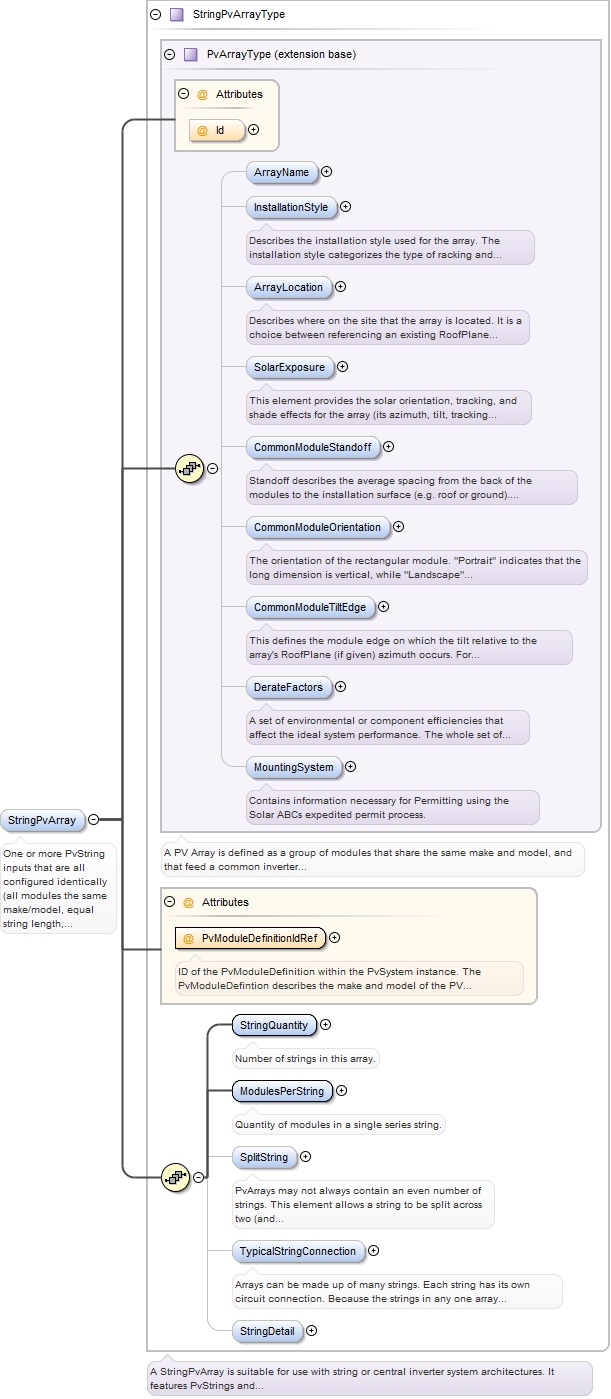 StringPvArrayType
PvArrayType (extension base)
@ Attributes
@ Id
ArrayName
InstallationStyle
Describes the installation style used for the array. The
installation style categorizes the type of racking and...
ArrayLocation
Describes where on the site that the array is located. It is a
choice between referencing an existing RoofPlane...
SolarExposure
This element provides the solar orientation, tracking, and
shade effects for the array (its azimuth, tilt, tracking...
CommonModuleStandoff
Standoff describes the average spacing from the back of the
modules to the installation surface (e.g. roof or ground)....
CommonModuleOrientation
The orientation of the rectangular module. "Portrait" indicates that the
long dimension is vertical, while "Landscape"...
CommonModuleTiltEdge
This defines the module edge on which the tilt relative to the
array's RoofPlane (if given) azimuth occurs. For...
DerateFactors
A set of environmental or component efficiencies that
affect the ideal system performance. The whole set of...
MountingSystem
Contains information necessary for Permitting using the
Solar ABCs expedited permit process.
StringPvArray
One or more PvString
inputs that are all
configured identically
(all modules the same
make/model, equal
string length,...
A PV Array is defined as a group of modules that share the same make and model, and
that feed a common inverter...
@ Attributes
@ PvModuleDefinitionIdRef
ID of the PvModuleDefinition within the PvSystem instance. The
PvModuleDefintion describes the make and model of the PV...
StringQuantity
Number of strings in this array.
ModulesPerString
Quantity of modules in a single series string.
SplitString
PvArrays may not always contain an even number of
strings. This element allows a string to be split across
two (and...
TypicalStringConnection
Arrays can be made up of many strings. Each string has its own
circuit connection. Because the strings in any one array...
StringDetail
A StringPvArray is suitable for use with string or central inverter system architectures. It
features PvStrings and...